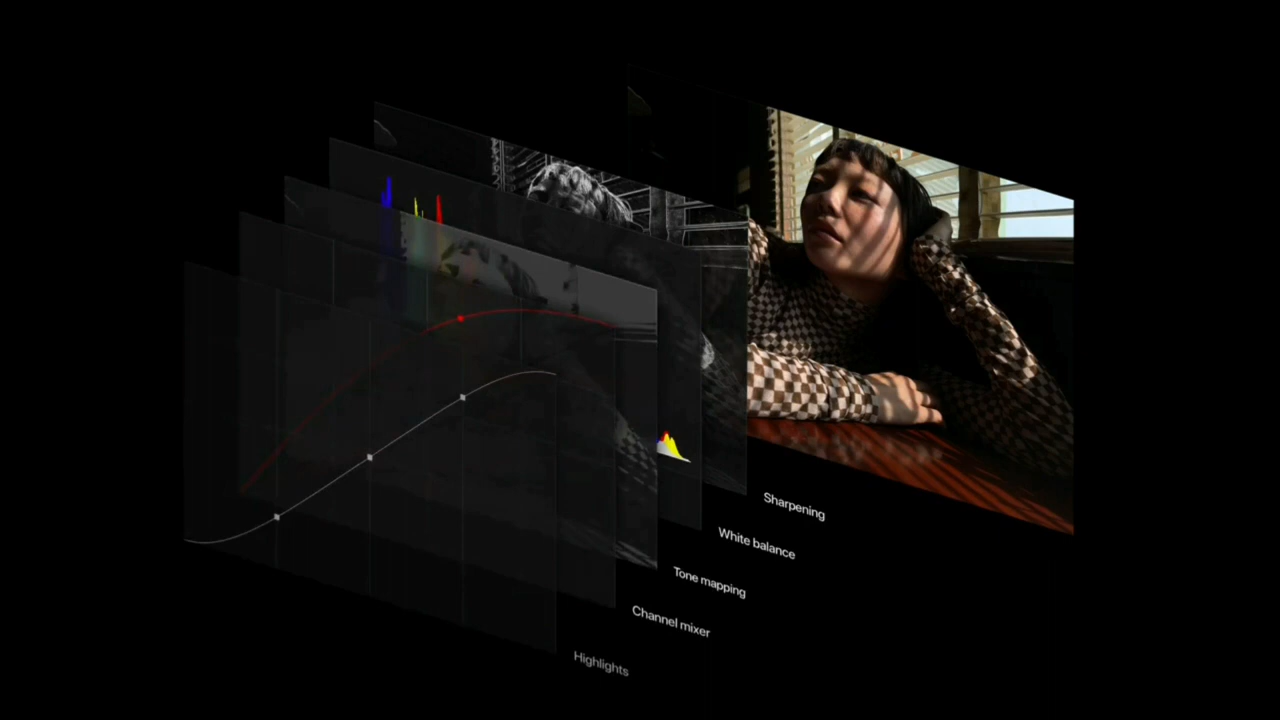 Sharpening
White balance
Tone mapping
Channel mixer
Highlights